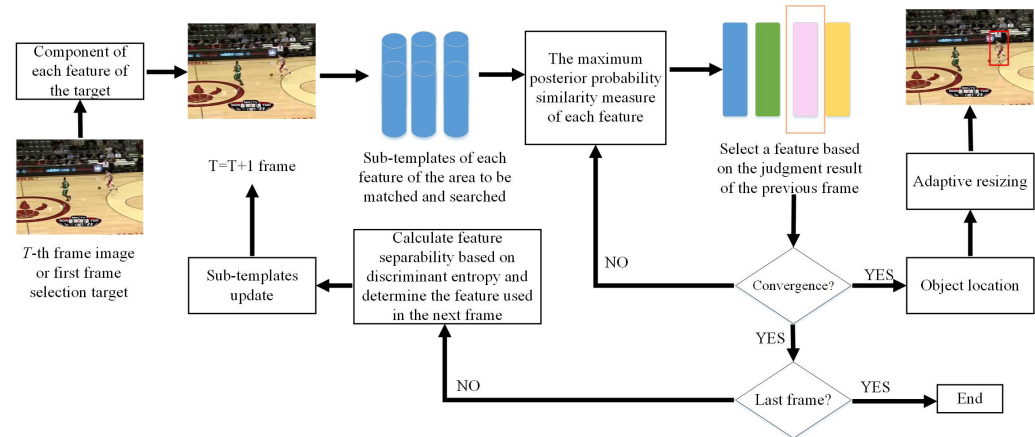 Component of
each feature of
the target
T-th frame image
or first frame
selection target
Sub-templates of each
feature of the area to be
matched and searched
The maximum
posterior probability
similarity measure
of each feature
Select a feature based
on the judgment result
of the previous frame
Adaptive resizing
Object location
Convergence?
YES
NO
YES
Last frame?
YES
End
NO
Calculate feature
separability based on
discriminant entropy and
determine the feature used
in the next frame
Sub-templates
update
T=T+1 frame